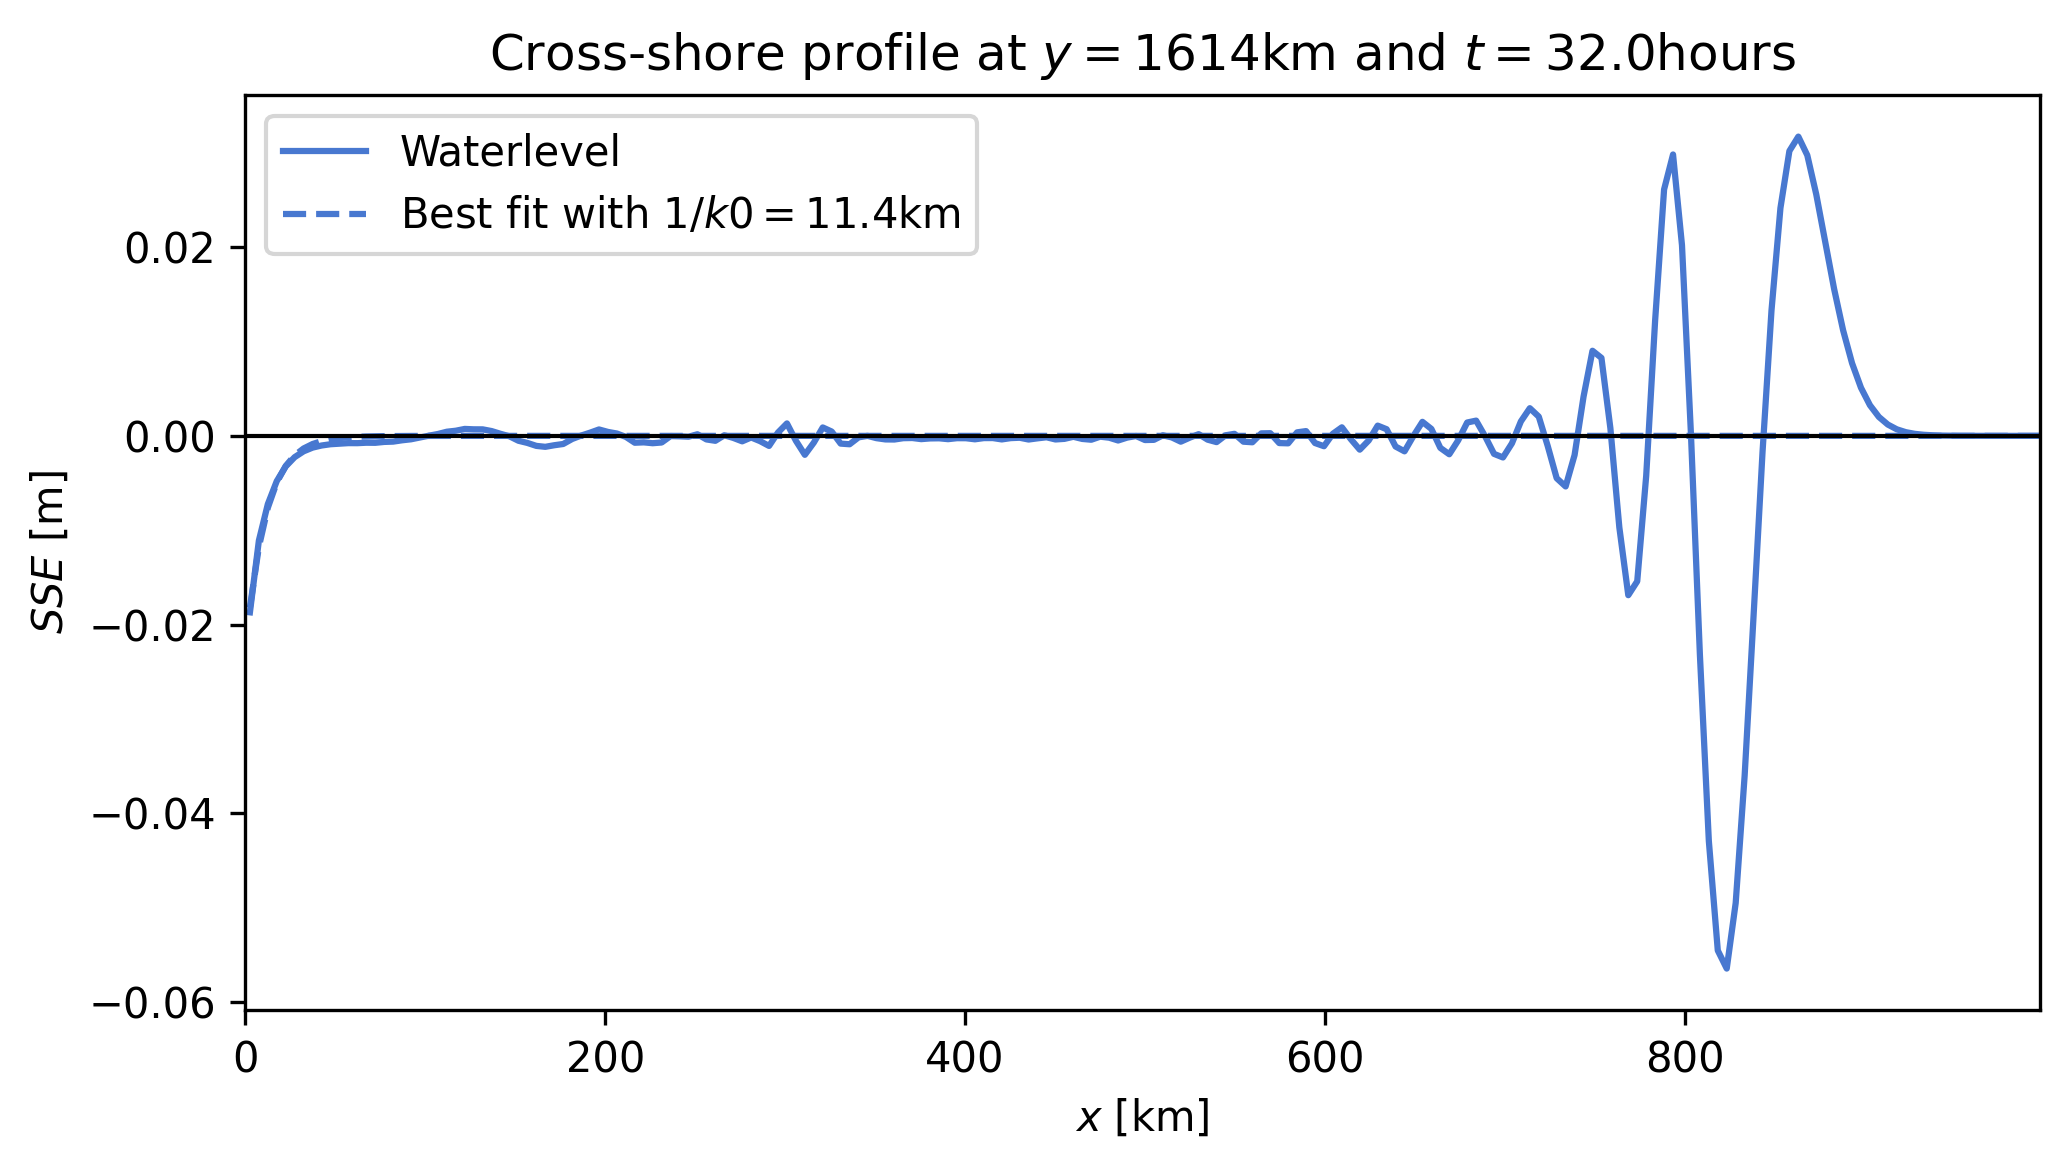 Cross-shore profile at y = 1614km and t = 32.0hours
Waterlevel
Best fit with 1/k0 = 11.4km
0.02
0.00
−0.02
−0.04
−0.06
SSE [m]
0 200 400 600 800
x [km]